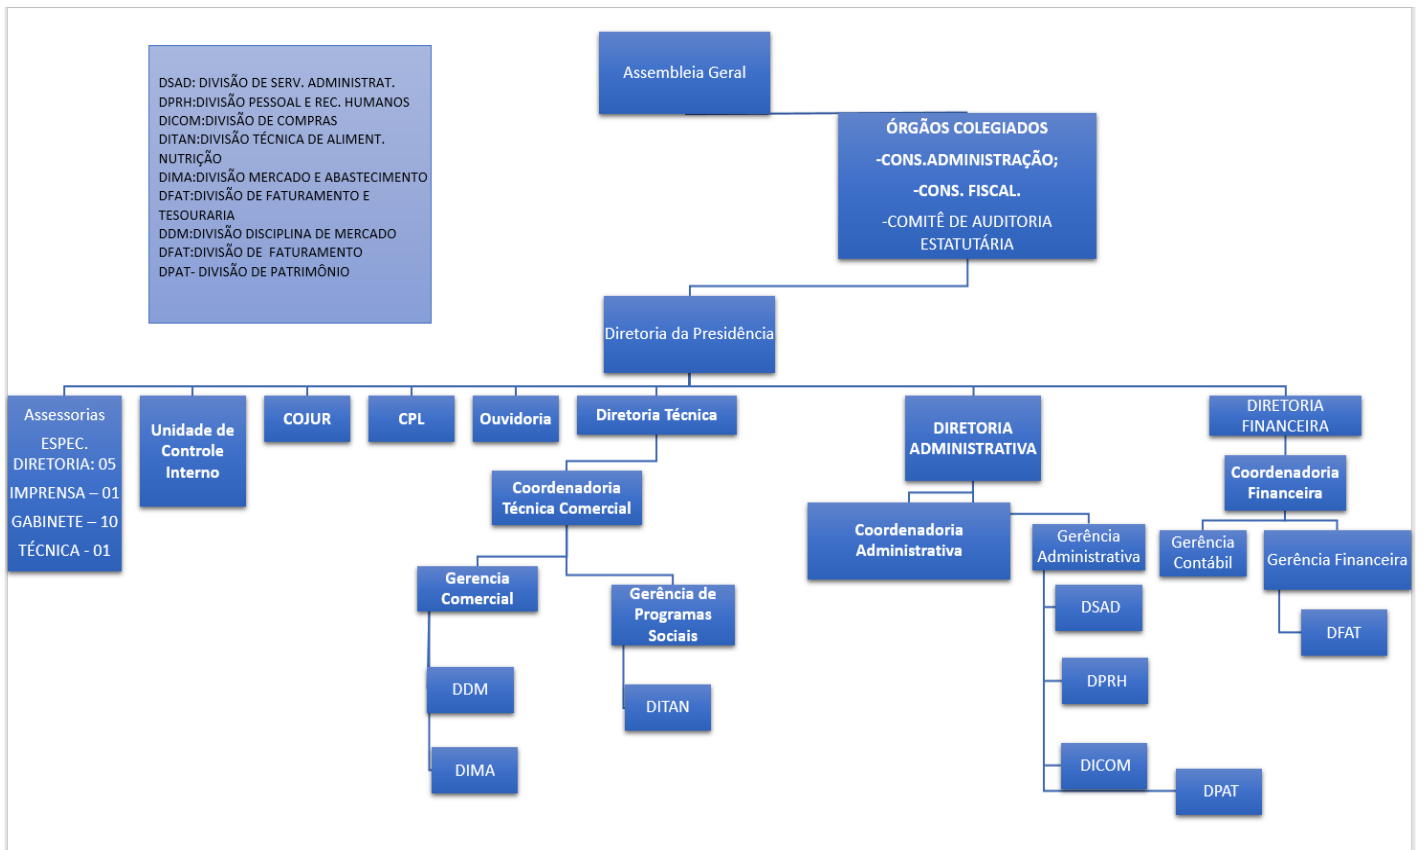 DSAD: DIVISÃO DE SERV. ADMINISTRAT.
DPRH:DIVISÃO PESSOAL E REC. HUMANOS
DICOM:DIVISÃO DE COMPRAS
DITAN:DIVISÃO TÉCNICA DE ALIMENT.
NUTRIÇÃO
DIMA:DIVISÃO MERCADO E ABASTECIMENTO
DFAT:DIVISÃO DE FATURAMENTO E
TESOURARIA
DDM:DIVISÃO DISCIPLINA DE MERCADO
DFAT:DIVISÃO DE  FATURAMENTO
DPAT- DIVISÃO DE PATRIMÔNIO
Assembleia Geral
ÓRGÃOS COLEGIADOS
-CONS.ADMINISTRAÇÃO;
-CONS. FISCAL.
-COMITÊ DE AUDITORIA
ESTATUTÁRIA
Diretoria da Presidência
Assessorias
ESPEC.
DIRETORIA: 05
IMPRENSA – 01
GABINETE – 10
TÉCNICA - 01
Unidade de
Controle
Interno
COJUR
CPL
Ouvidoria
Diretoria Técnica
DIRETORIA
ADMINISTRATIVA
DIRETORIA
FINANCEIRA
Coordenadoria
Técnica Comercial
Coordenadoria
Financeira
Coordenadoria
Administrativa
Gerência
Administrativa
Gerência
Contábil
Gerência Financeira
Gerencia
Comercial
Gerência de
Programas
Sociais
DSAD
DFAT
DDM
DITAN
DPRH
DIMA
DICOM
DPAT